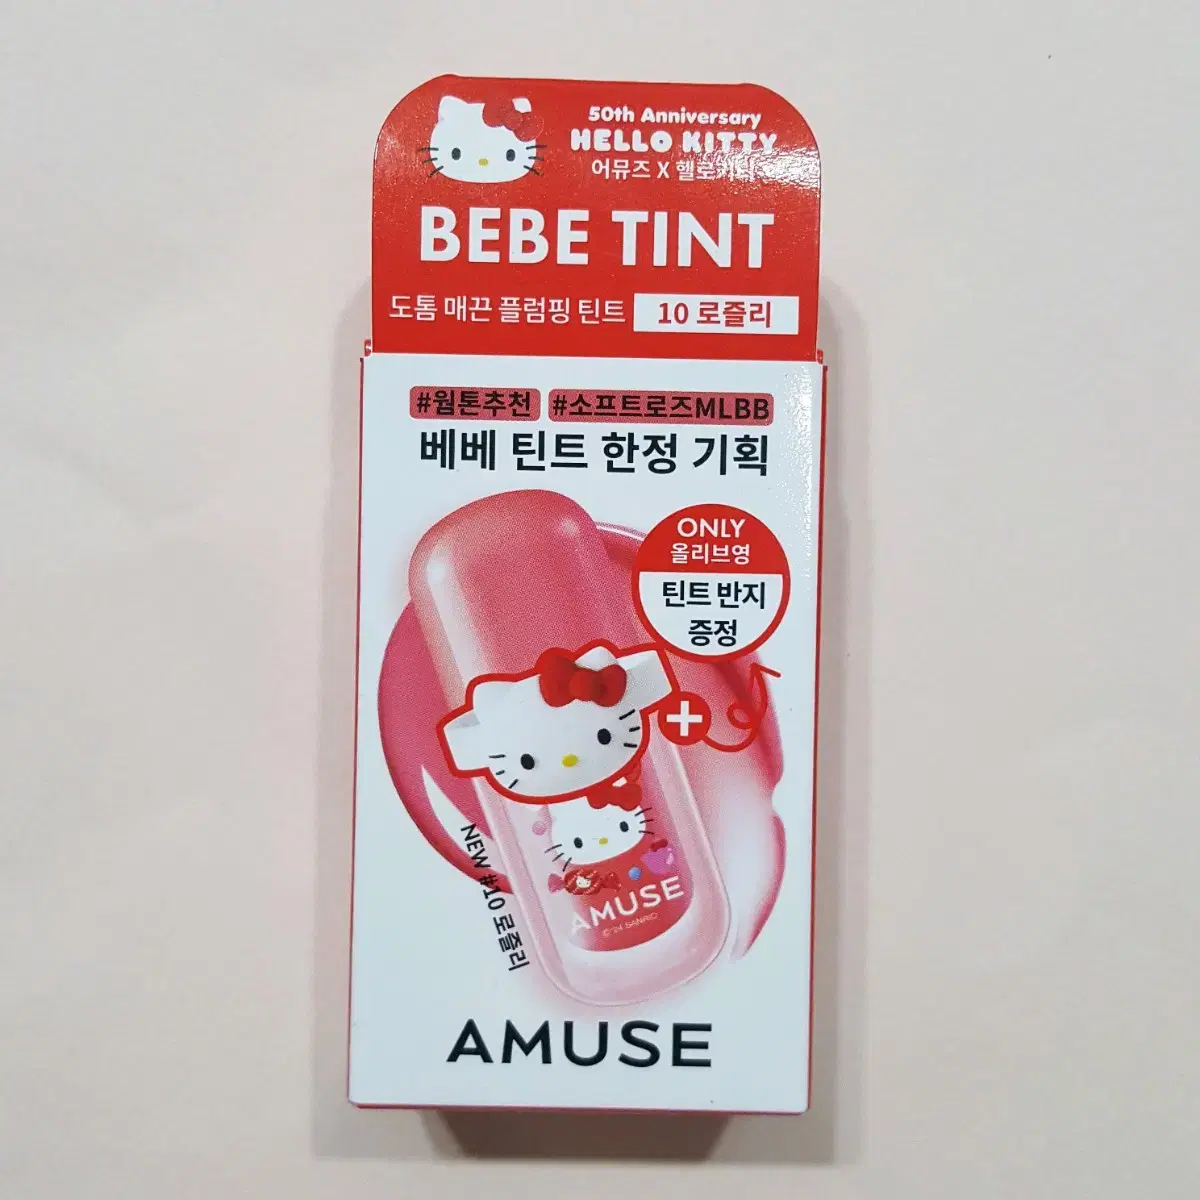 50th Anniversary
HELLO KITTY
어뮤즈 X 헬로키티
BEBE TINT
도톰 매끈 플럼핑 틴트 10 로즐리
#웜톤추천 #소프트로즈MLBB
베베 틴트 한정 기획
ONLY
올리브영
틴트 반지
증정
+
NEW #10 로즐리
AMUSE
©'24 SANRIO
AMUSE